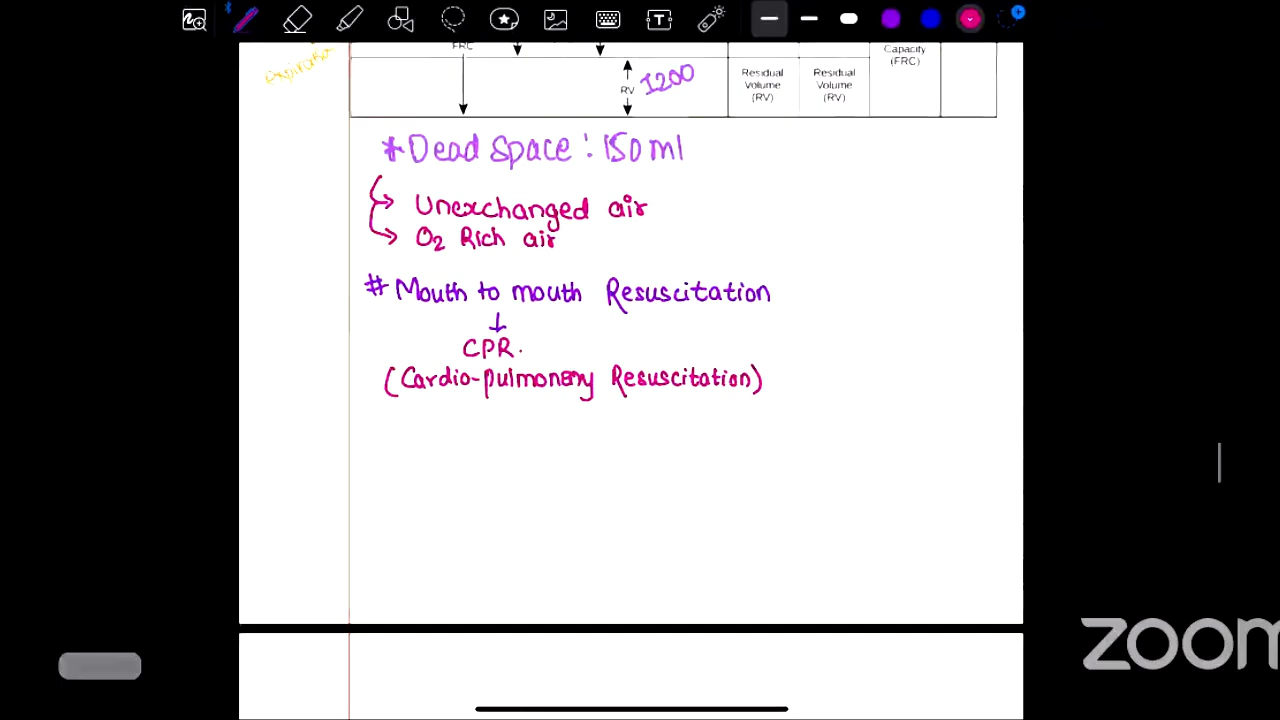 Capacity
(FRC)
FRC
expiration
RV
1200
Residual
Volume
(RV)
Residual
Volume
(RV)
* Dead space : 150 ml
→ Unexchanged air
→ O2 Rich air
# Mouth to mouth Resuscitation
↓
CPR.
(Cardio-pulmonary Resuscitation)
zoom